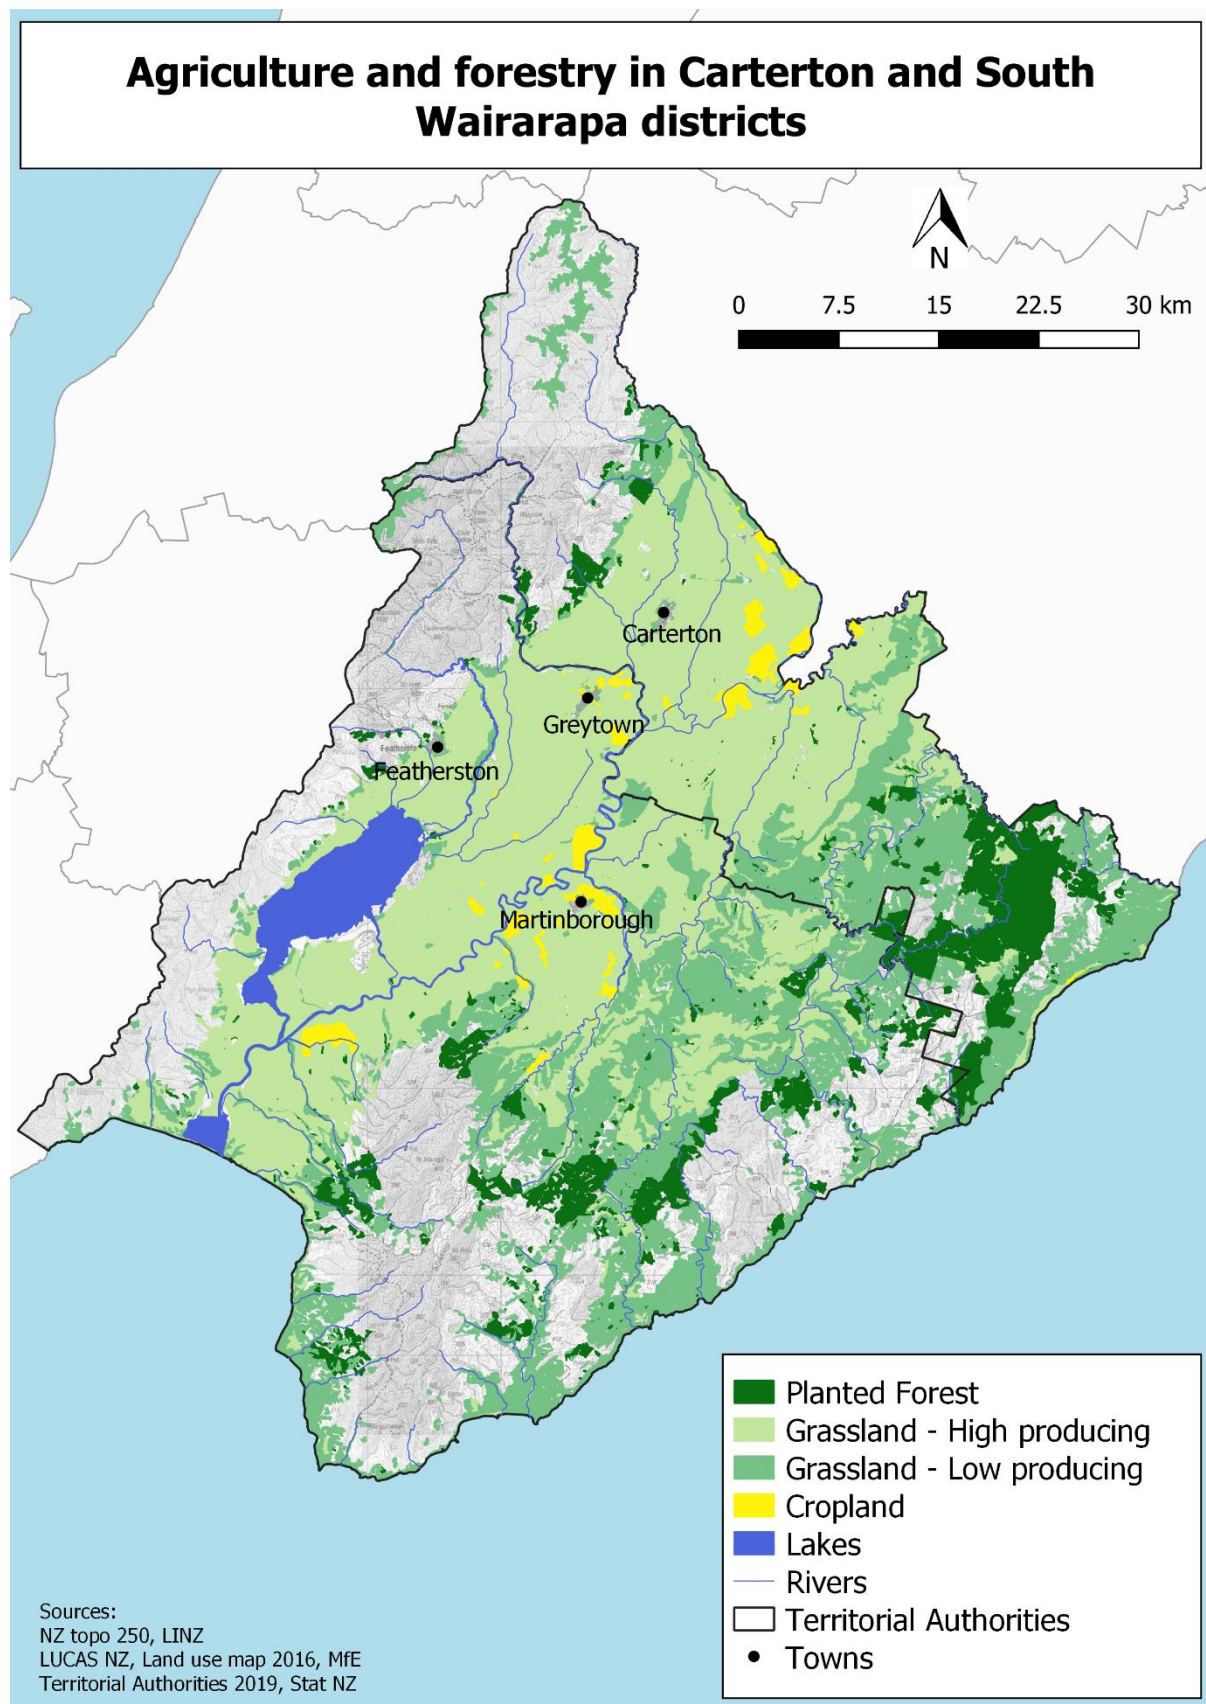 Agriculture and forestry in Carterton and South
Wairarapa districts
N
0 7.5 15 22.5 30 km
Carterton
Greytown
Featherston
Martinborough
Planted Forest
Grassland - High producing
Grassland - Low producing
Cropland
Lakes
Rivers
Territorial Authorities
Towns
Sources:
NZ topo 250, LINZ
LUCAS NZ, Land use map 2016, MfE
Territorial Authorities 2019, Stat NZ